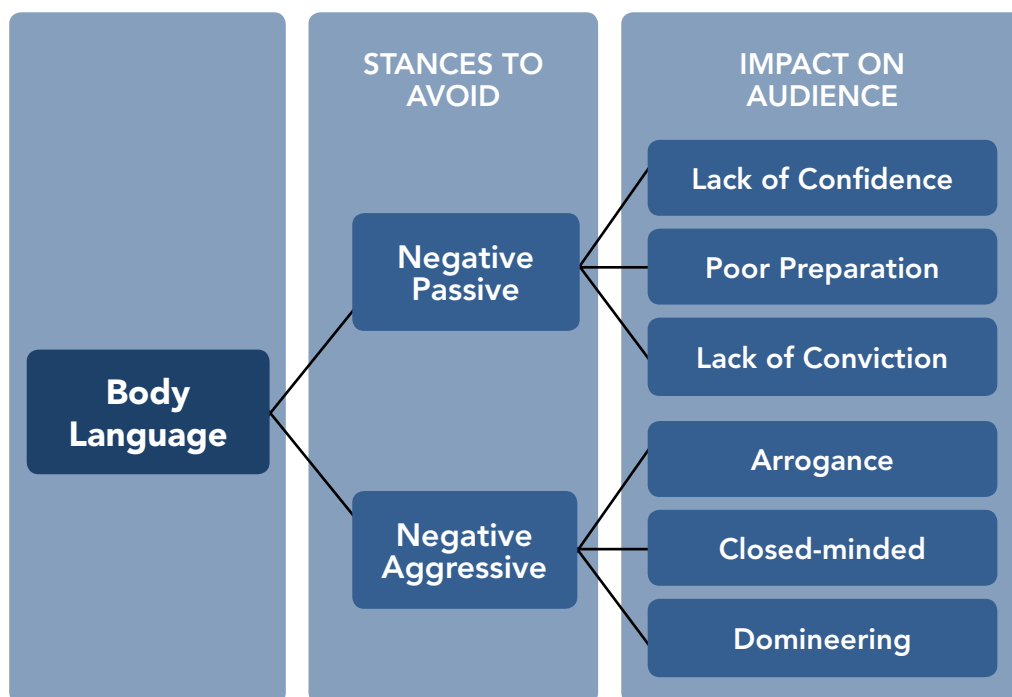 STANCES TO
AVOID
IMPACT ON
AUDIENCE
Body
Language
Negative
Passive
Negative
Aggressive
Lack of Confidence
Poor Preparation
Lack of Conviction
Arrogance
Closed-minded
Domineering